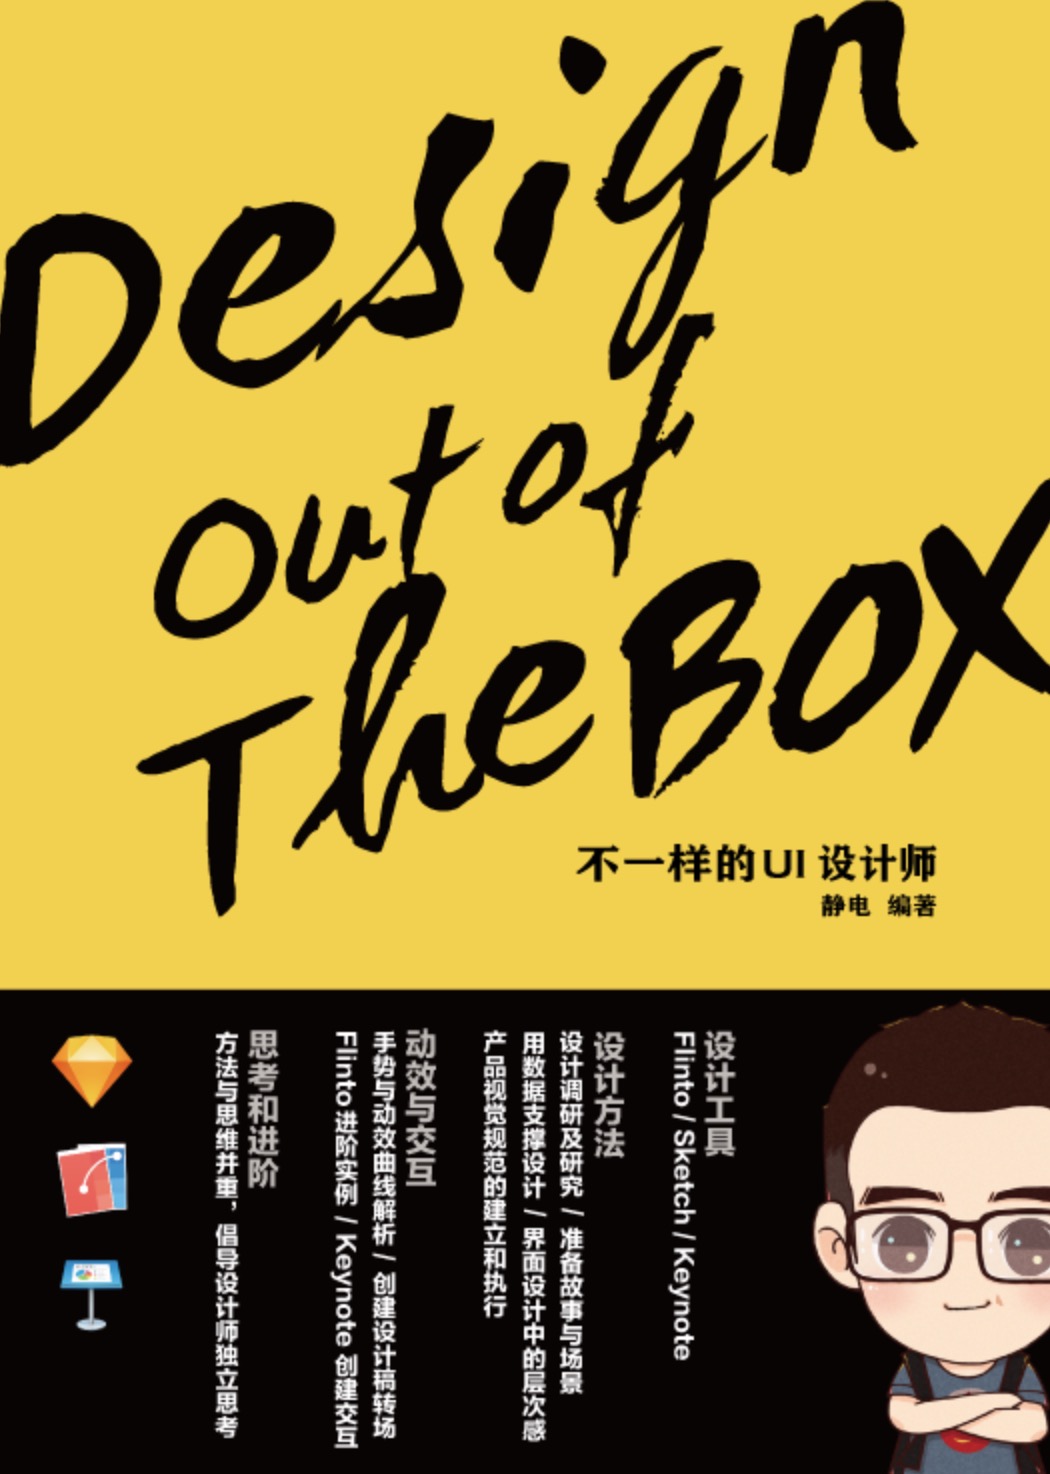 Design
out of
The BOX
不一样的UI 设计师
静电 编著
设计工具
Flinto / Sketch / Keynote
设计方法
设计调研及研究 / 准备故事与场景
用数据支撑设计 / 界面设计中的层次感
产品视觉规范的建立和执行
动效与交互
手势与动效曲线解析 / 创建设计稿转场
Flinto 进阶实例 / Keynote 创建交互
思考和进阶
方法与思维并重，倡导设计师独立思考